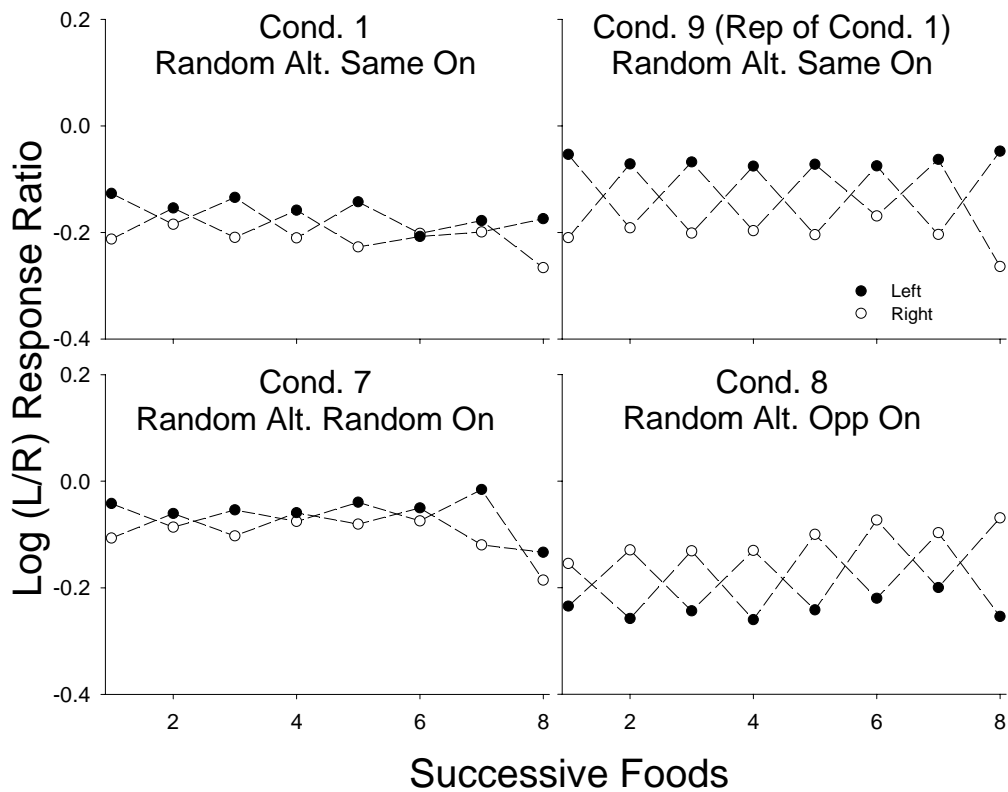 Cond. 1
Random Alt. Same On
Cond. 9 (Rep of Cond. 1)
Random Alt. Same On
0.2
0.0
-0.2
-0.4
Left
Right
Cond. 7
Random Alt. Random On
Cond. 8
Random Alt. Opp On
0.2
0.0
-0.2
-0.4
2
4
6
8
2
4
6
8
Log (L/R) Response Ratio
Successive Foods